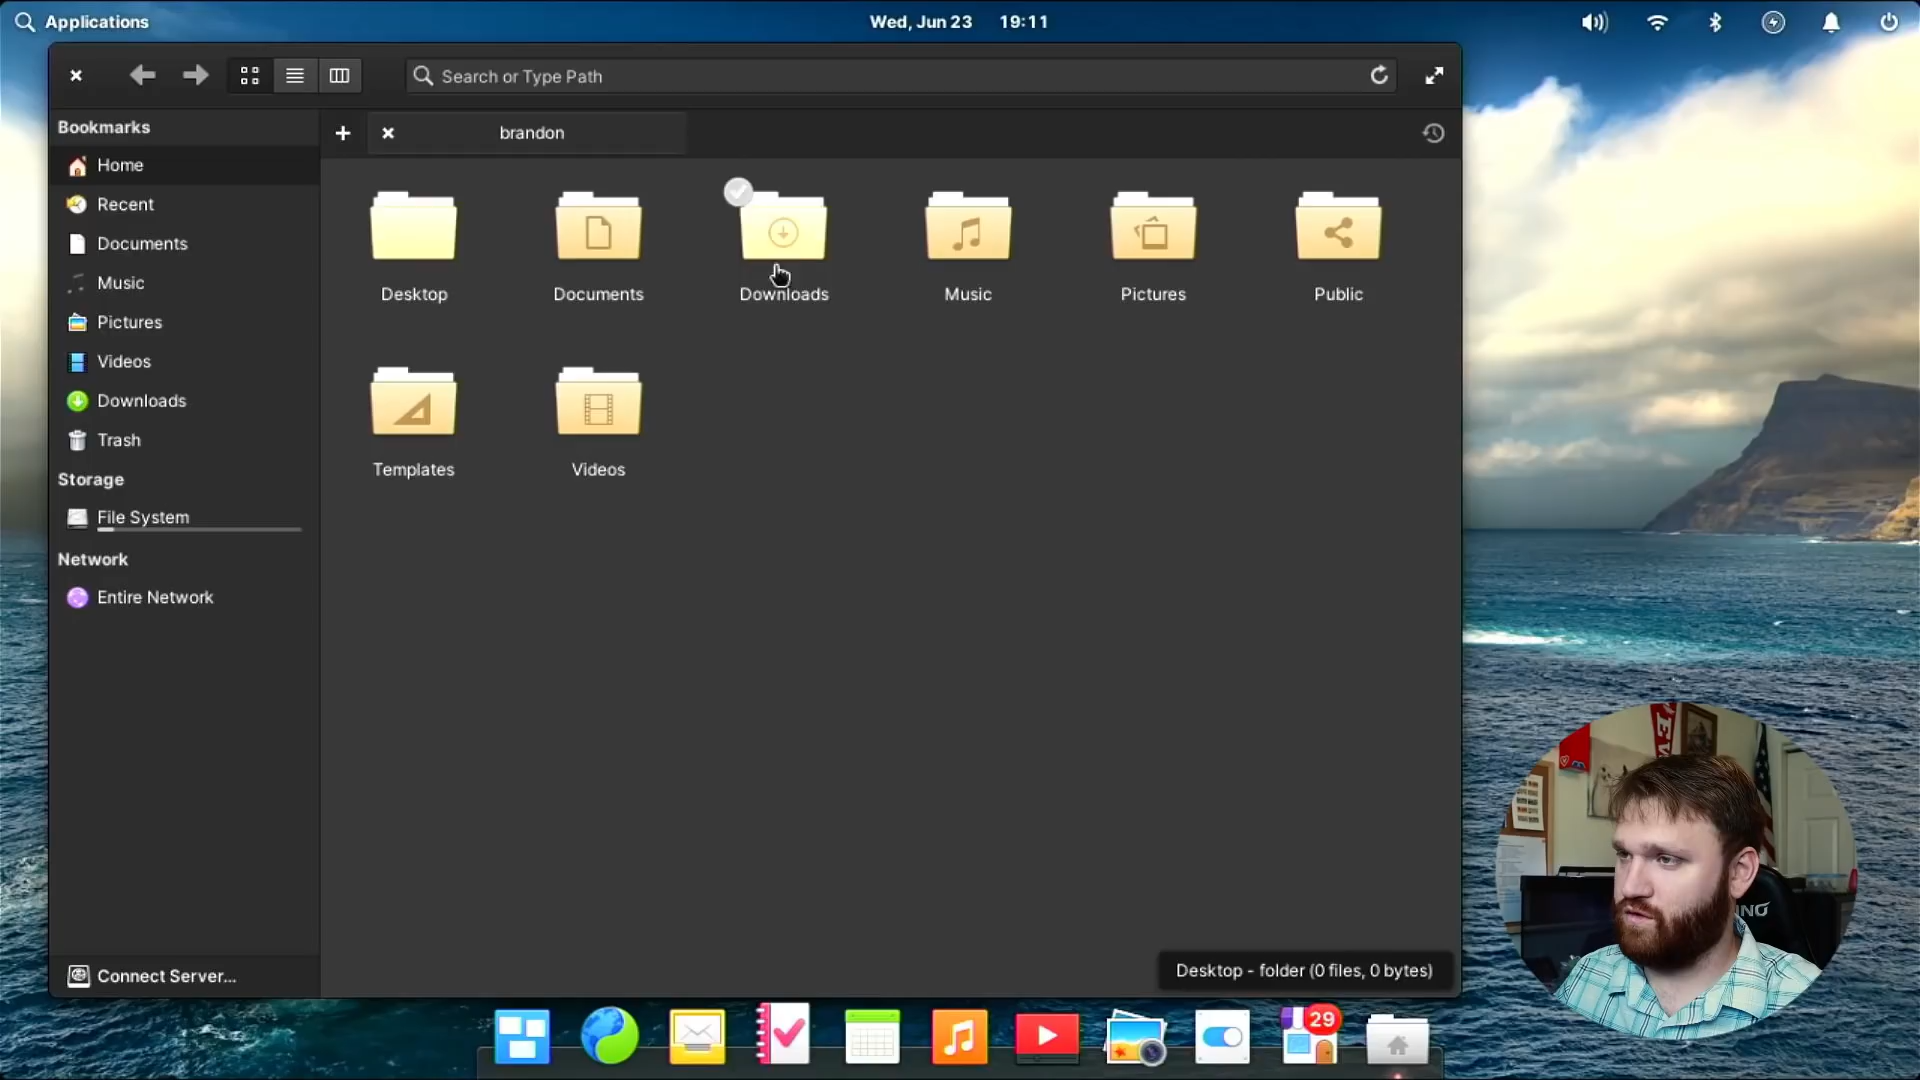 Applications
Wed, Jun 23 19:11
Search or Type Path
Bookmarks
brandon
Home
Recent
Documents
Music
Pictures
Videos
Downloads
Trash
Storage
File System
Network
Entire Network
Connect Server...
Desktop
Documents
Downloads
Music
Pictures
Public
Templates
Videos
Desktop - folder (0 files, 0 bytes)
29